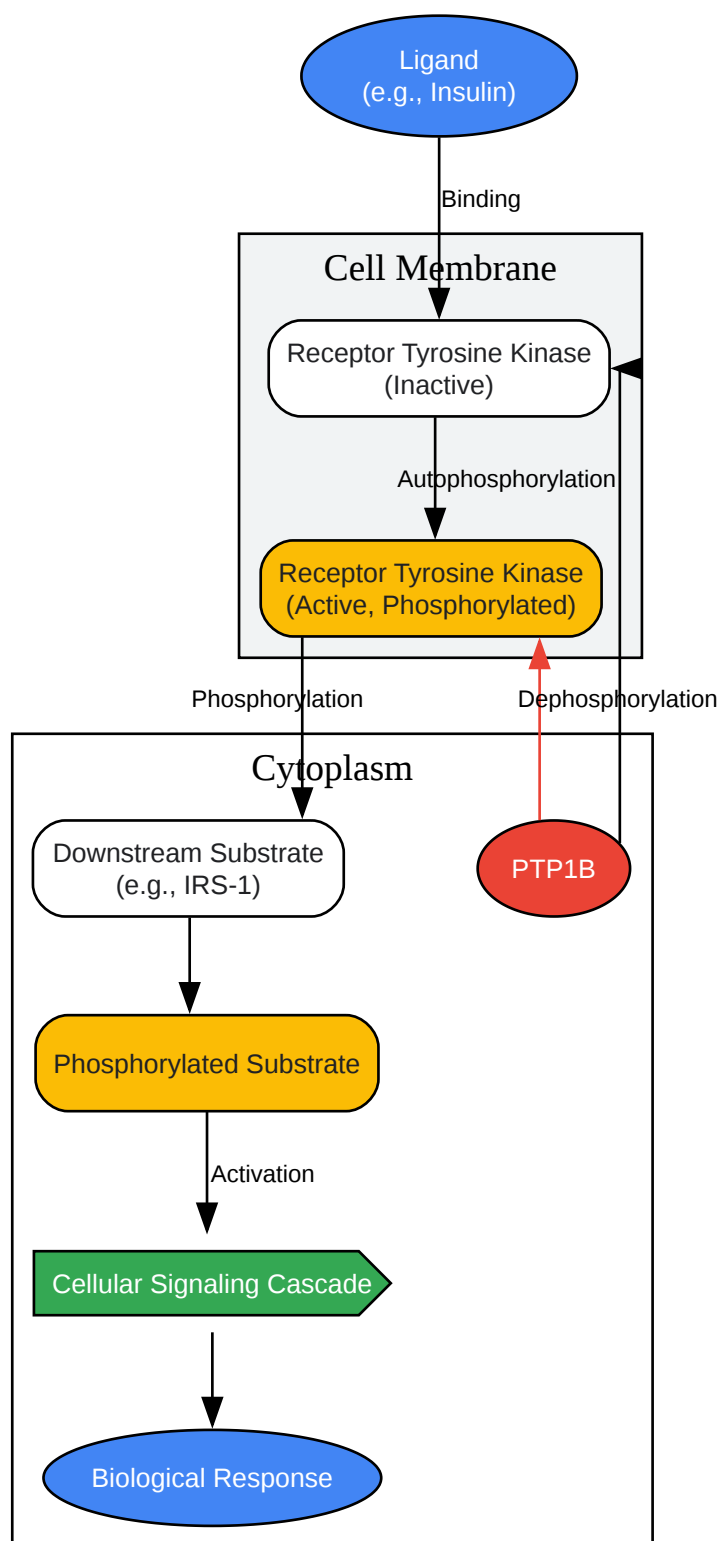 Ligand
(e.g., Insulin)
Binding
Cell Membrane
Receptor Tyrosine Kinase
(Inactive)
Autophosphorylation
Receptor Tyrosine Kinase
(Active, Phosphorylated)
Phosphorylation
Dephosphorylation
Cytoplasm
Downstream Substrate
(e.g., IRS-1)
PTP1B
Phosphorylated Substrate
Activation
Cellular Signaling Cascade
Biological Response